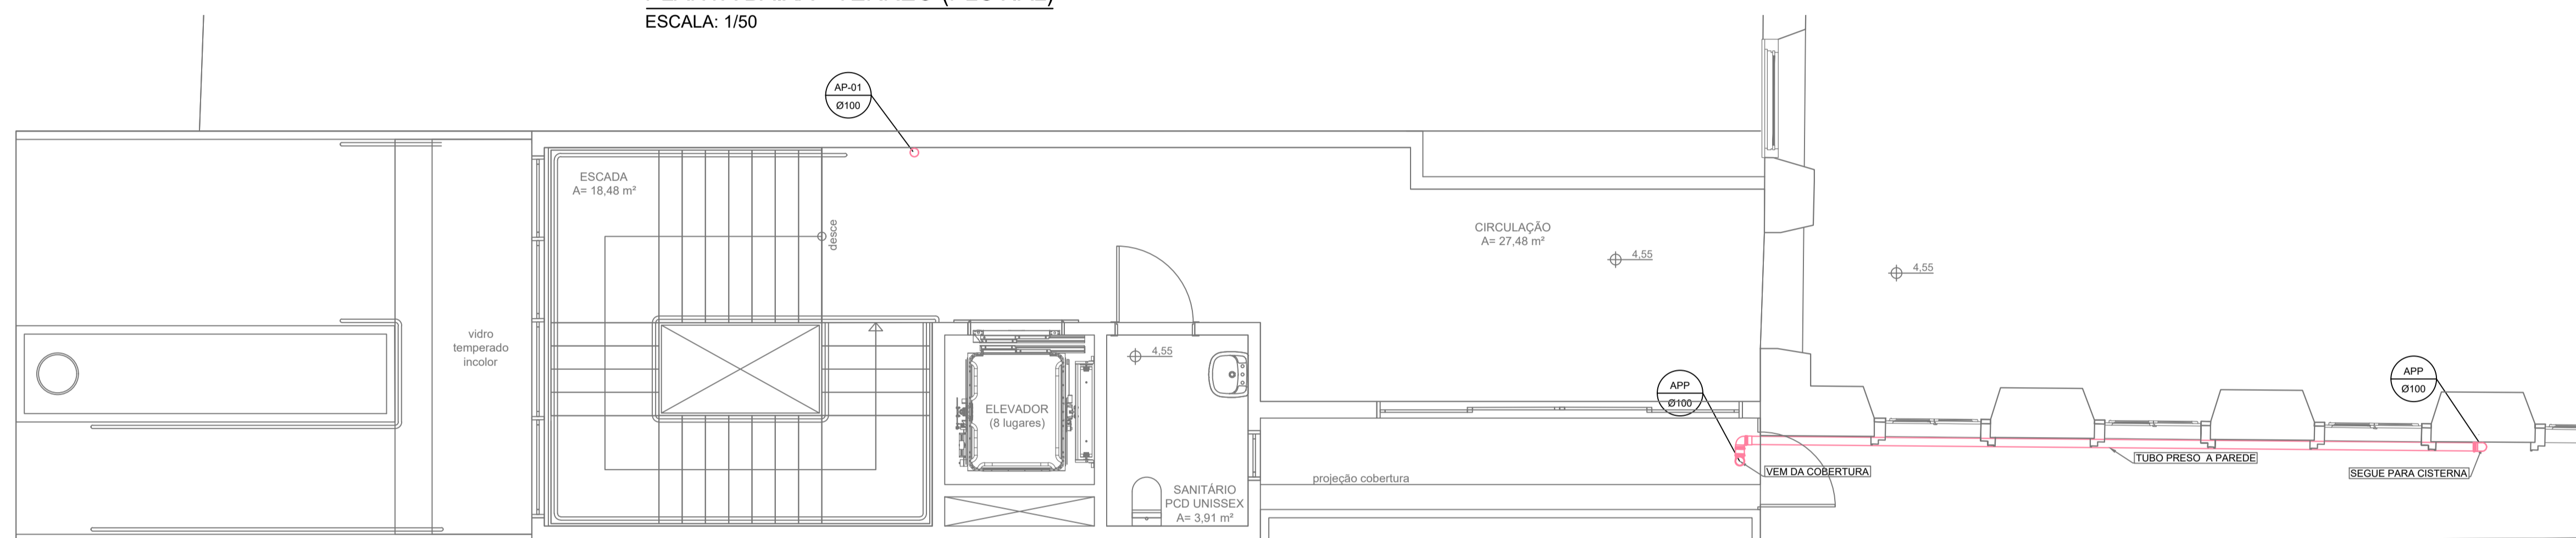 ESCALA: 1/50
AP-01
Ø100
ESCADA
A= 18,48 m²
desce
CIRCULAÇÃO
A= 27,48 m²
4,55
4,55
vidro
temperado
incolor
4,55
ELEVADOR
(8 lugares)
APP
Ø100
APP
Ø100
TUBO PRESO A PAREDE
VEM DA COBERTURA
SEGUE PARA CISTERNA
projeção cobertura
SANITÁRIO
PCD UNISSEX
A= 3,91 m²